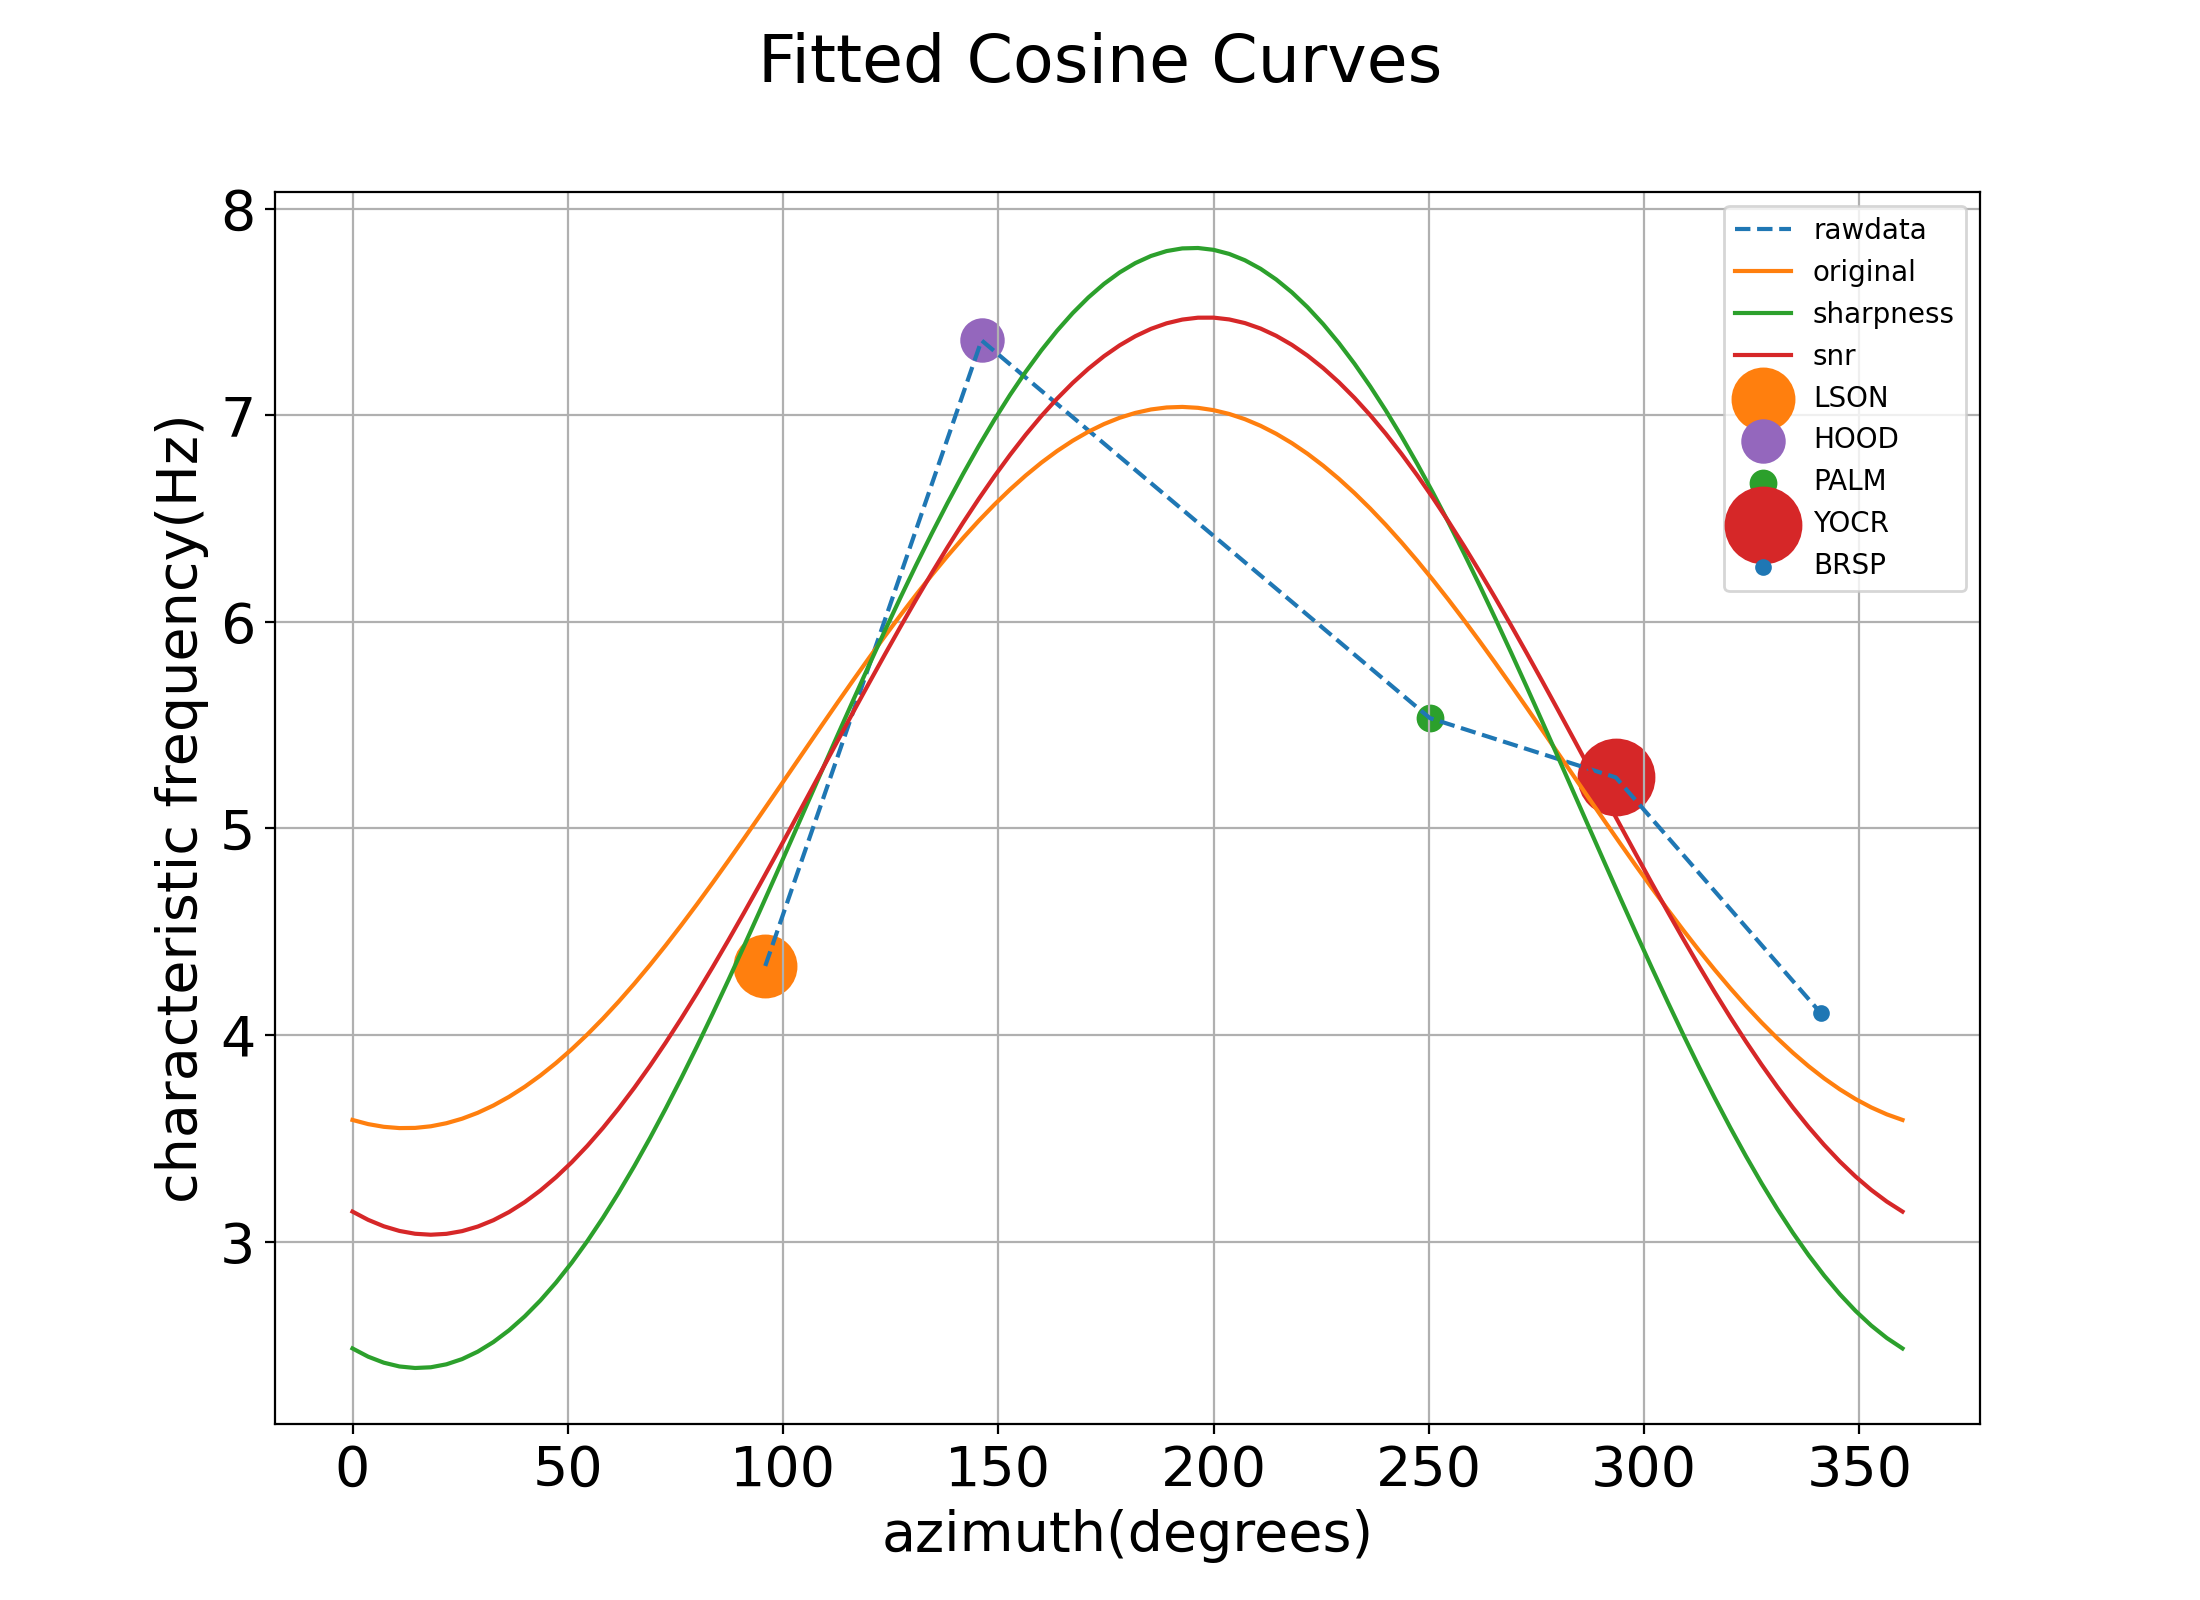 Fitted Cosine Curves
8
7
6
5
4
3
characteristic frequency(Hz)
rawdata
original
sharpness
snr
LSON
HOOD
PALM
YOCR
BRSP
0 50 100 150 200 250 300 350
azimuth(degrees)